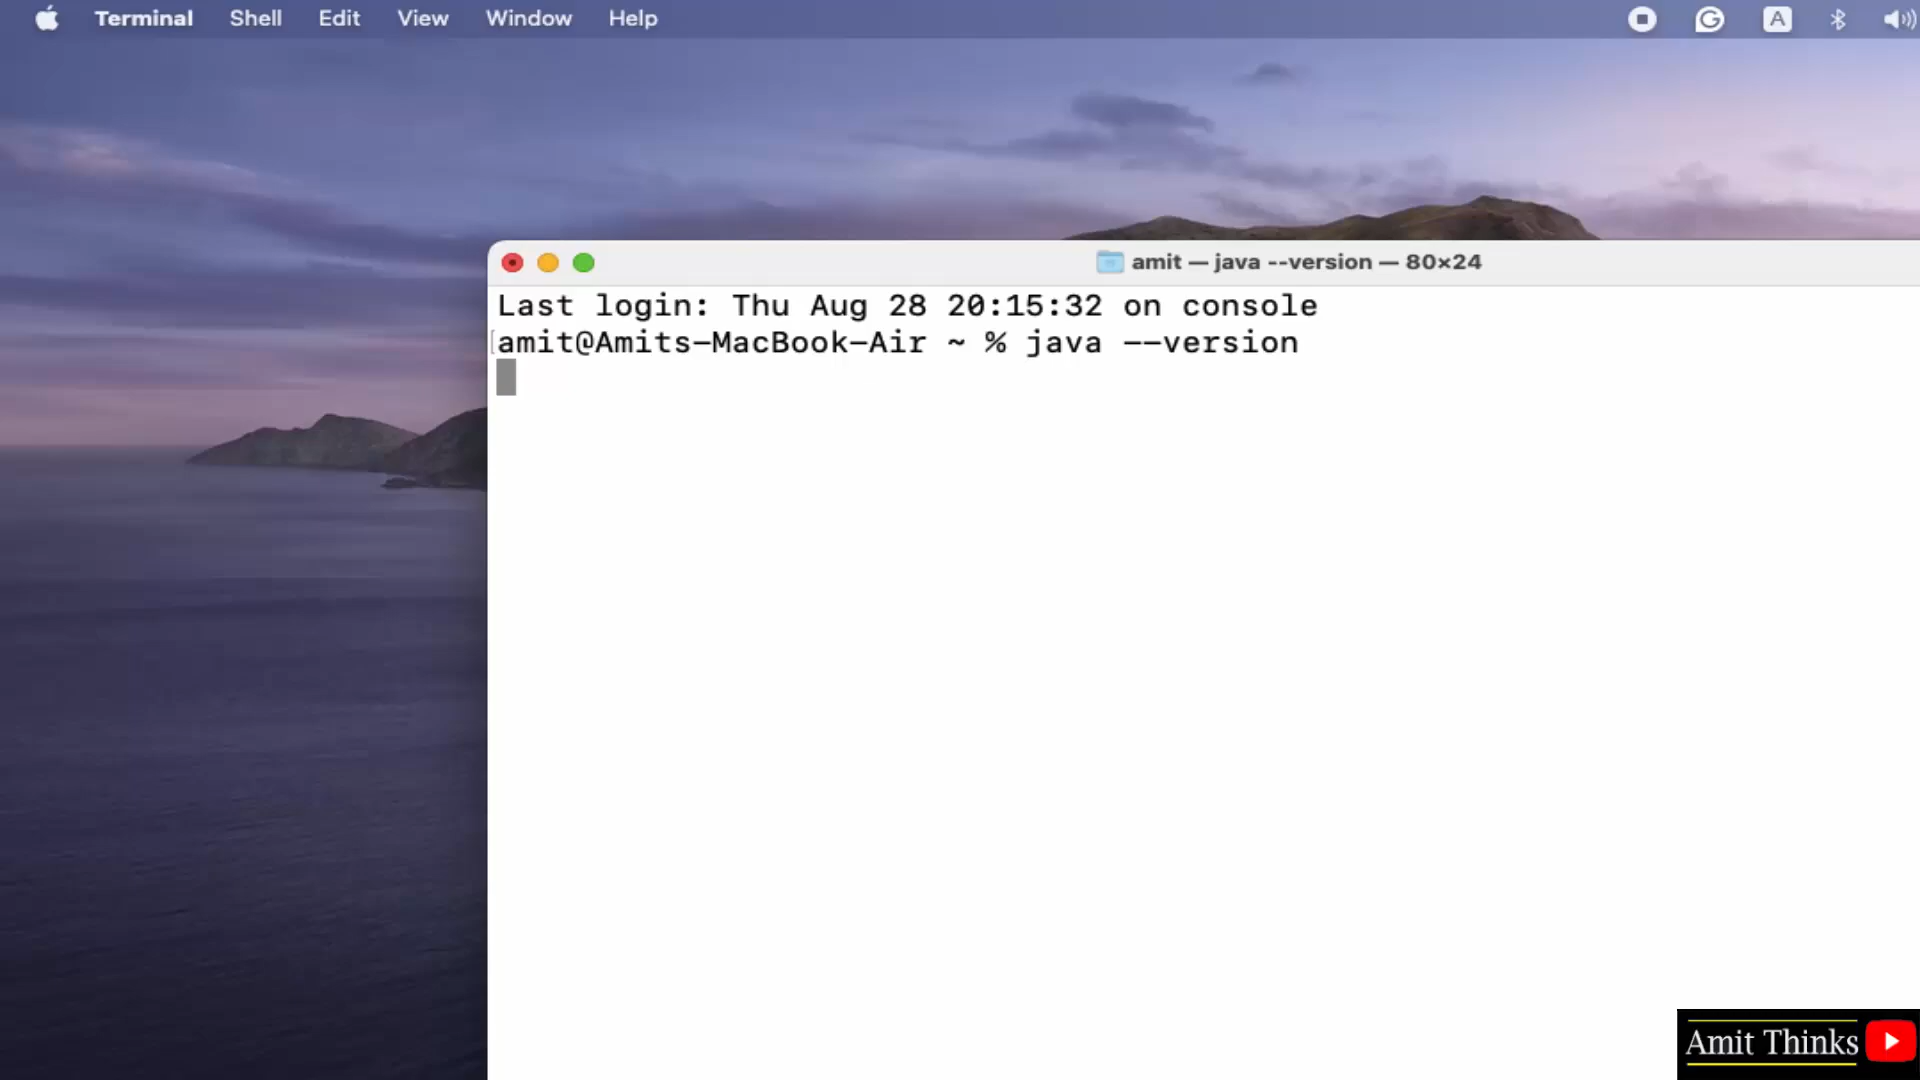 Terminal Shell Edit View Window Help A
amit — java --version — 80×24
Last login: Thu Aug 28 20:15:32 on console
amit@Amits-MacBook-Air ~ % java --version
Amit Thinks